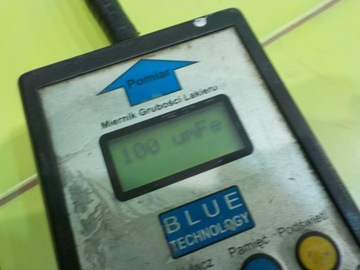 Pomiar
Miernik Grubości Lakieru
100 umFe
BLUE
TECHNOLOGY
Pamięć